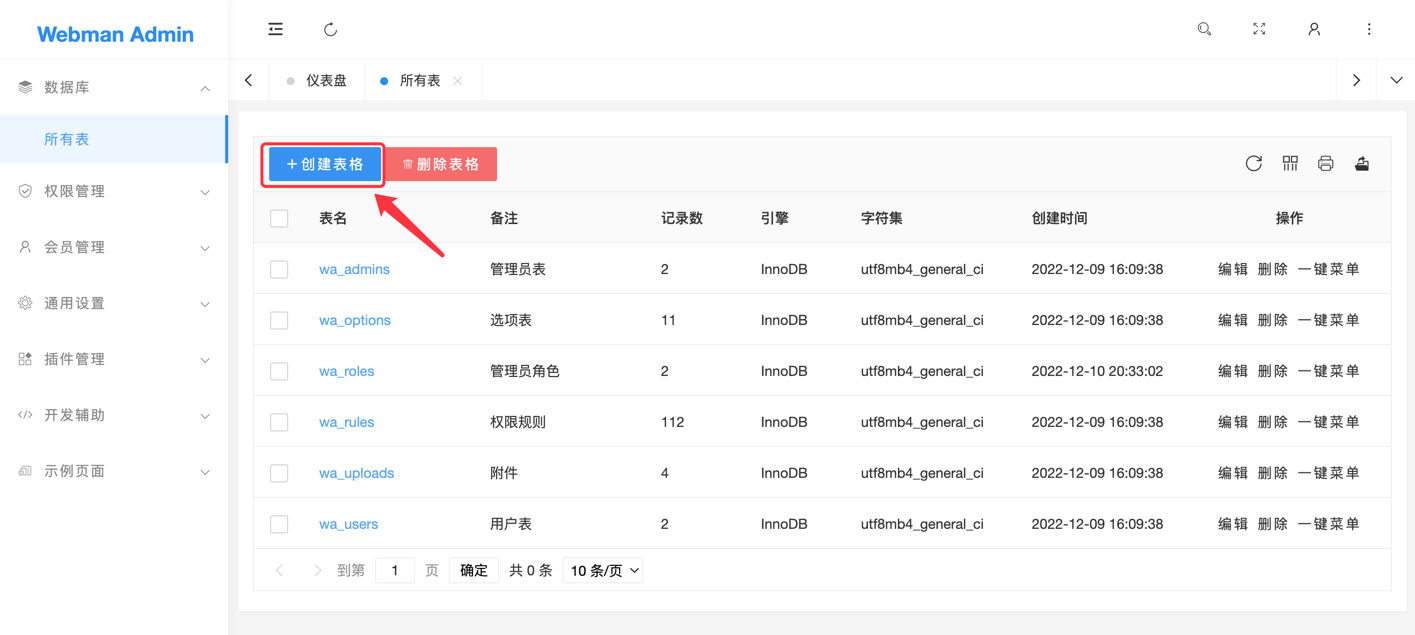 Webman Admin
数据库
所有表
权限管理
会员管理
通用设置
插件管理
开发辅助
示例页面
仪表盘 所有表
+创建表格 删除表格
表名 备注 记录数 引擎 字符集 创建时间 操作
wa_admins 管理员表 2 InnoDB utf8mb4_general_ci 2022-12-09 16:09:38 编辑 删除 一键菜单
wa_options 选项表 11 InnoDB utf8mb4_general_ci 2022-12-09 16:09:38 编辑 删除 一键菜单
wa_roles 管理员角色 2 InnoDB utf8mb4_general_ci 2022-12-10 20:33:02 编辑 删除 一键菜单
wa_rules 权限规则 112 InnoDB utf8mb4_general_ci 2022-12-09 16:09:38 编辑 删除 一键菜单
wa_uploads 附件 4 InnoDB utf8mb4_general_ci 2022-12-09 16:09:38 编辑 删除 一键菜单
wa_users 用户表 2 InnoDB utf8mb4_general_ci 2022-12-09 16:09:38 编辑 删除 一键菜单
到第 1 页 确定 共 0 条 10 条/页